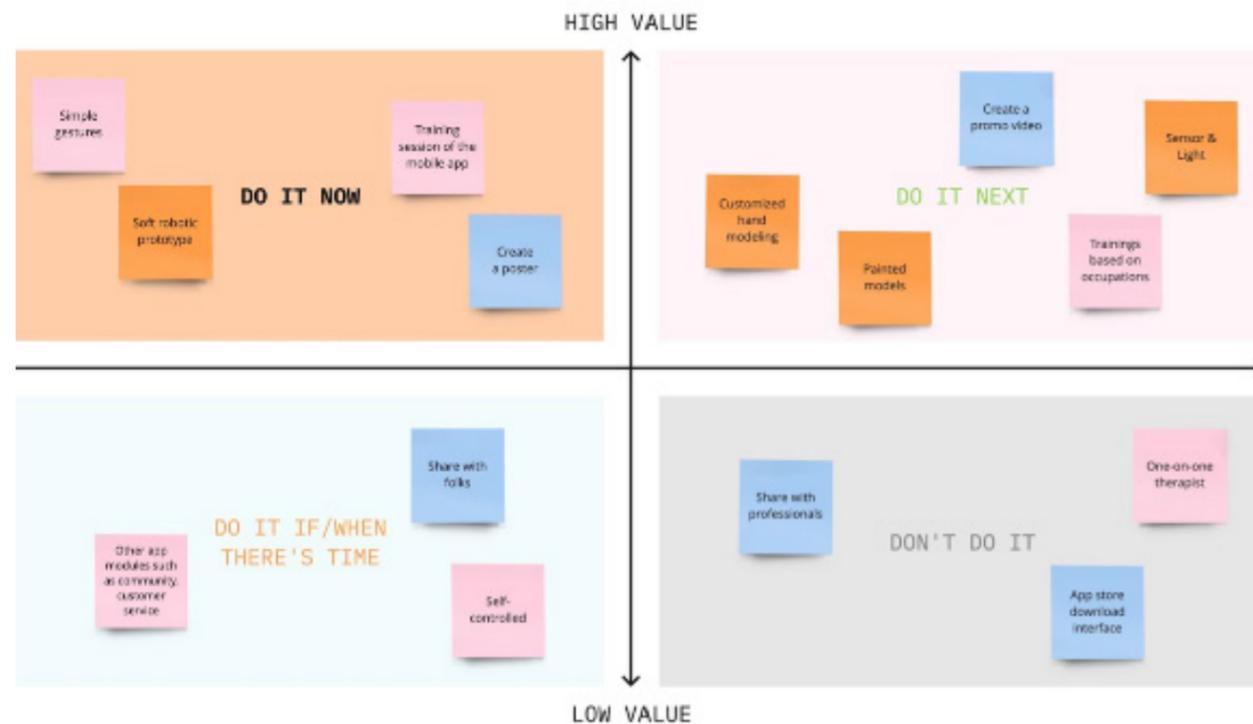 HIGH VALUE
Simple
gestures
Soft robotic
prototype
DO IT NOW
Training
session of the
mobile app
Create
a poster
Create a
promo video
Sensor &
Light
Customized
hand
modeling
DO IT NEXT
Painted
models
Trainings
based on
occupations
Share with
folks
DO IT IF/WHEN
THERE'S TIME
Other app
modules such
as community,
customer
service
Self-
controlled
Share with
professionals
One-on-one
therapist
DON'T DO IT
App store
download
interface
LOW VALUE